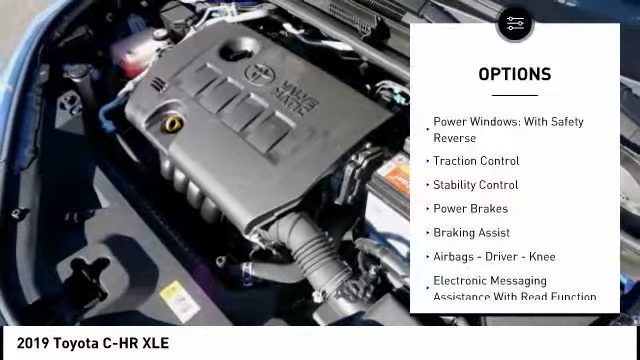 VALVE
MATIC
OPTIONS
Power Windows: With Safety
Reverse
Traction Control
Stability Control
Power Brakes
Braking Assist
Airbags - Driver - Knee
Electronic Messaging
Assistance With Read Function
2019 Toyota C-HR XLE